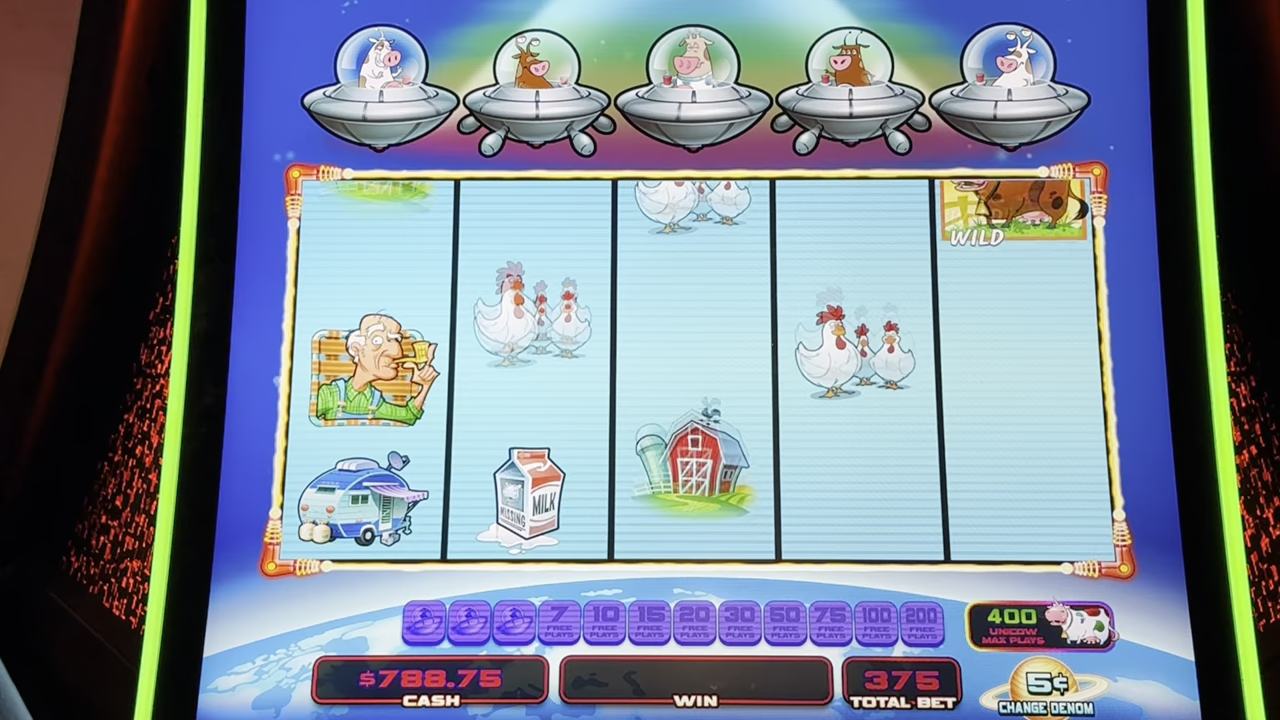 WILD
MISSING
MILK
7 FREE PLAYS
10 FREE PLAYS
15 FREE PLAYS
20 FREE PLAYS
30 FREE PLAYS
50 FREE PLAYS
75 FREE PLAYS
100 FREE PLAYS
200 FREE PLAYS
400
UNICOW
MAX PLAYS
$788.75
CASH
WIN
375
TOTAL BET
5¢
CHANGE DENOM